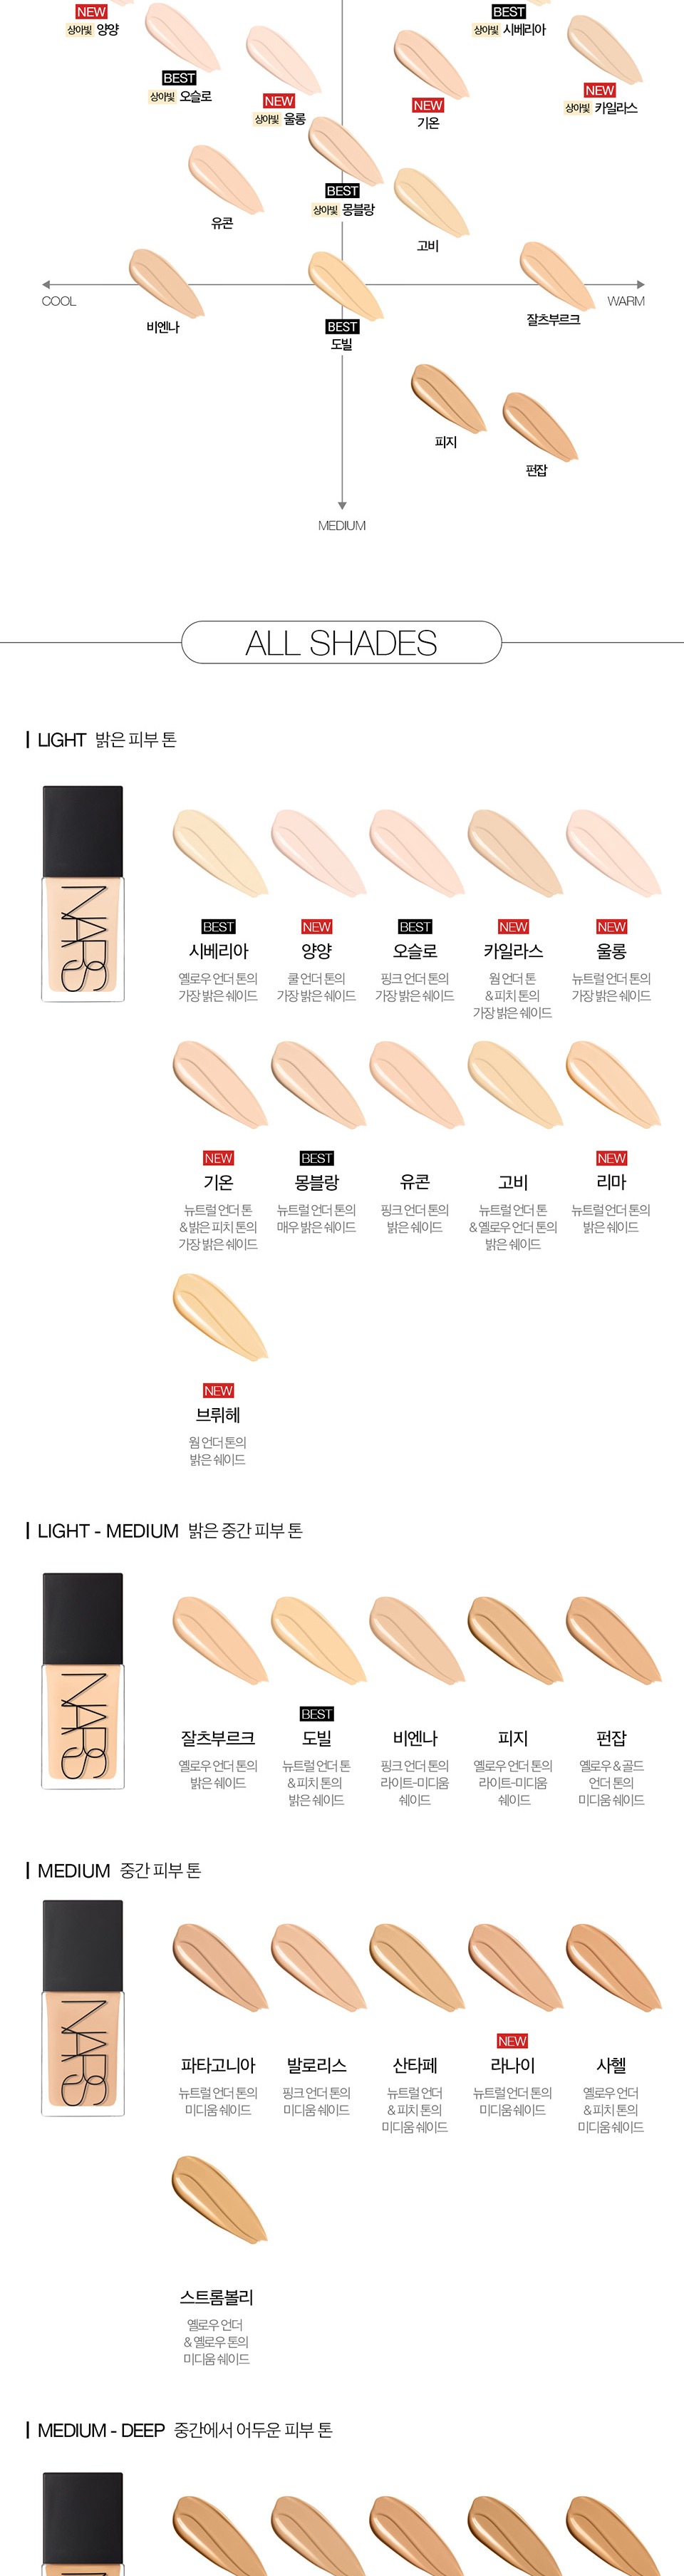 NEW
상아빛 양양
BEST
상아빛 오슬로
NEW
상아빛 울롱
BEST
상아빛 시베리아
NEW
기온
NEW
상아빛 카일라스
BEST
상아빛 몽블랑
유콘
고비
COOL
WARM
비엔나
BEST
도빌
잘츠부르크
피지
편잡
MEDIUM
ALL SHADES
LIGHT 밝은 피부 톤
NARS
BEST
시베리아
옐로우 언더 톤의
가장 밝은 쉐이드
NEW
양양
쿨 언더 톤의
가장 밝은 쉐이드
BEST
오슬로
핑크 언더 톤의
가장 밝은 쉐이드
NEW
카일라스
웜 언더 톤
& 피치 톤의
가장 밝은 쉐이드
NEW
울롱
뉴트럴 언더 톤의
가장 밝은 쉐이드
NEW
기온
뉴트럴 언더 톤
& 밝은 피치 톤의
가장 밝은 쉐이드
BEST
몽블랑
뉴트럴 언더 톤의
매우 밝은 쉐이드
유콘
핑크 언더 톤의
밝은 쉐이드
고비
뉴트럴 언더 톤
& 옐로우 언더 톤의
밝은 쉐이드
NEW
리마
뉴트럴 언더 톤의
밝은 쉐이드
NEW
브뤼헤
웜 언더 톤의
밝은 쉐이드
LIGHT - MEDIUM 밝은 중간 피부 톤
NARS
잘츠부르크
옐로우 언더 톤의
밝은 쉐이드
BEST
도빌
뉴트럴 언더 톤
& 피치 톤의
밝은 쉐이드
비엔나
핑크 언더 톤의
라이트-미디움
쉐이드
피지
옐로우 언더 톤의
라이트-미디움
쉐이드
편잡
옐로우 & 골드
언더 톤의
미디움 쉐이드
MEDIUM 중간 피부 톤
NARS
파타고니아
뉴트럴 언더 톤의
미디움 쉐이드
발로리스
핑크 언더 톤의
미디움 쉐이드
산타페
뉴트럴 언더
& 피치 톤의
미디움 쉐이드
NEW
라나이
뉴트럴 언더 톤의
미디움 쉐이드
사헬
옐로우 언더
& 피치 톤의
미디움 쉐이드
스트롬볼리
옐로우 언더
& 옐로우 톤의
미디움 쉐이드
MEDIUM - DEEP 중간에서 어두운 피부 톤